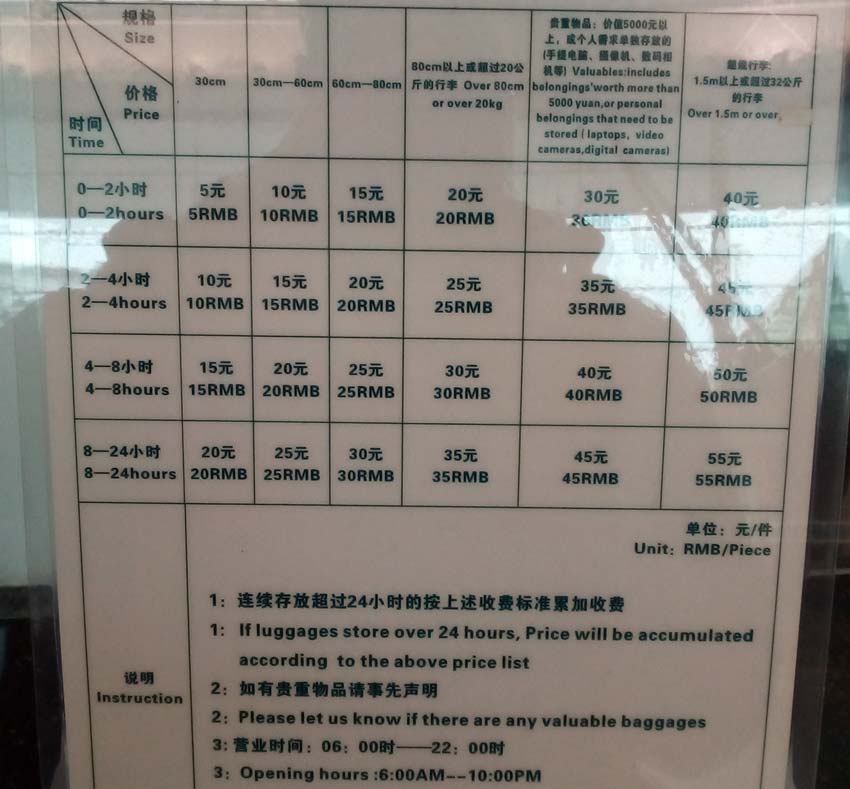 规格
Size
价格
Price
时间
Time
30cm
30cm—60cm
60cm—80cm
80cm以上或超过20公
斤的行李 Over 80cm
or over 20kg
贵重物品：价值5000元以
上，或个人需求单独存放的
(手提电脑、摄像机、数码相
机等) Valuables:includes
belongings'worth more than
5000 yuan,or personal
belongings that need to be
stored ( laptops, video
cameras,digital cameras)
超级行李:
1.5m以上或超过32公斤
的行李
Over 1.5m or over
0—2小时
0—2hours
5元
5RMB
10元
10RMB
15元
15RMB
20元
20RMB
30元
30RMB
40元
40RMB
2—4小时
2—4hours
10元
10RMB
15元
15RMB
20元
20RMB
25元
25RMB
35元
35RMB
45元
45RMB
4—8小时
4—8hours
15元
15RMB
20元
20RMB
25元
25RMB
30元
30RMB
40元
40RMB
50元
50RMB
8—24小时
8—24hours
20元
20RMB
25元
25RMB
30元
30RMB
35元
35RMB
45元
45RMB
55元
55RMB
说明
Instruction
单位：元/件
Unit: RMB/Piece
1：连续存放超过24小时的按上述收费标准累加收费
1: If luggages store over 24 hours, Price will be accumulated
according to the above price list
2：如有贵重物品请事先声明
2: Please let us know if there are any valuable baggages
3：营业时间：06：00时——22：00时
3: Opening hours :6:00AM--10:00PM